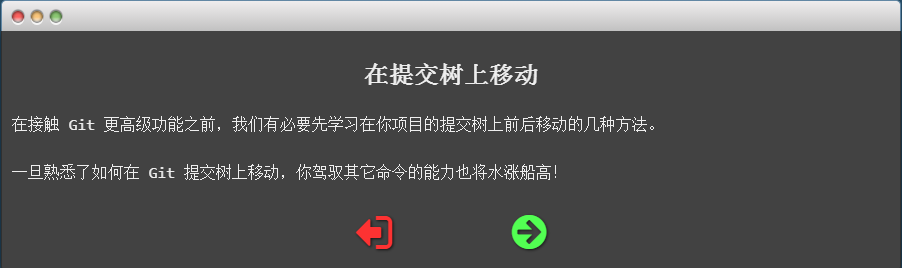 在提交树上移动
在接触 Git 更高级功能之前，我们有必要先学习在你项目的提交树上前后移动的几种方法。
一旦熟悉了如何在 Git 提交树上移动，你驾驭其它命令的能力也将水涨船高！